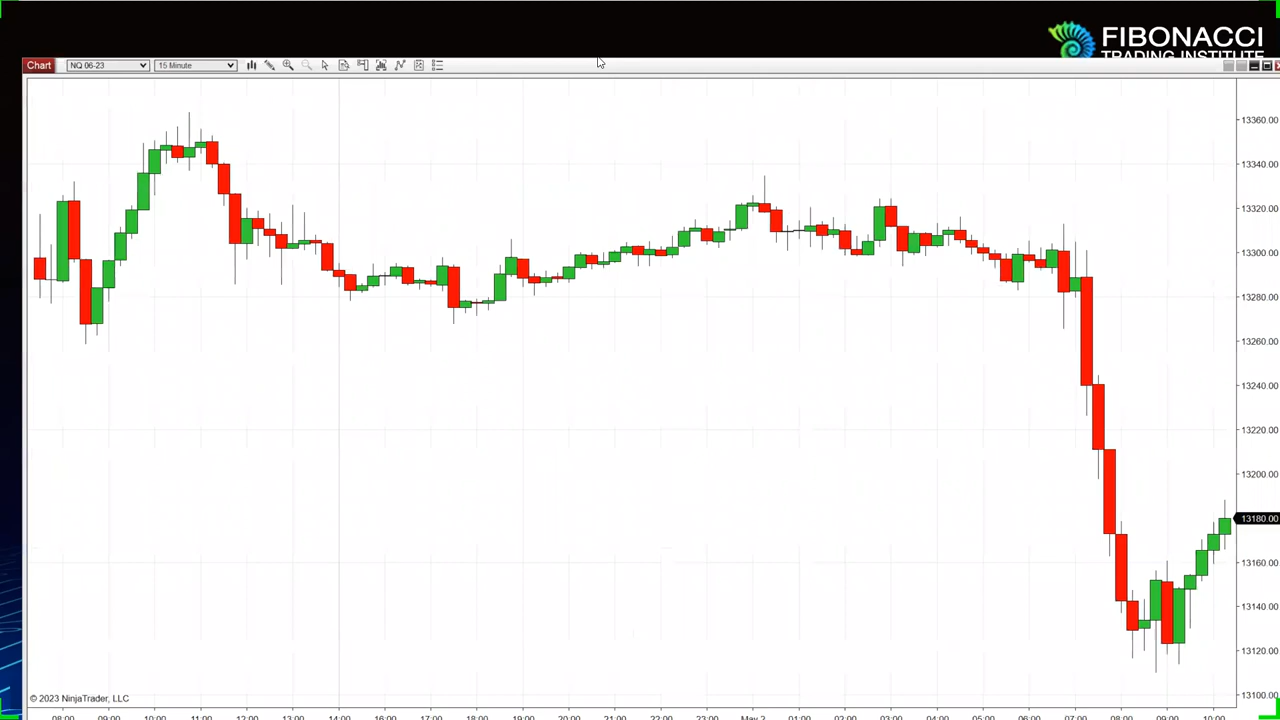 FIBONACCI
TRADING INSTITUTE
Chart NQ 06-23 15 Minute
13360.00
13340.00
13320.00
13300.00
13280.00
13260.00
13240.00
13220.00
13200.00
13180.00
13160.00
13140.00
13120.00
13100.00
© 2023 NinjaTrader, LLC
08:00 09:00 10:00 11:00 12:00 13:00 14:00 15:00 16:00 17:00 18:00 19:00 20:00 21:00 22:00 23:00 May 2 01:00 02:00 03:00 04:00 05:00 06:00 07:00 08:00 09:00 10:00